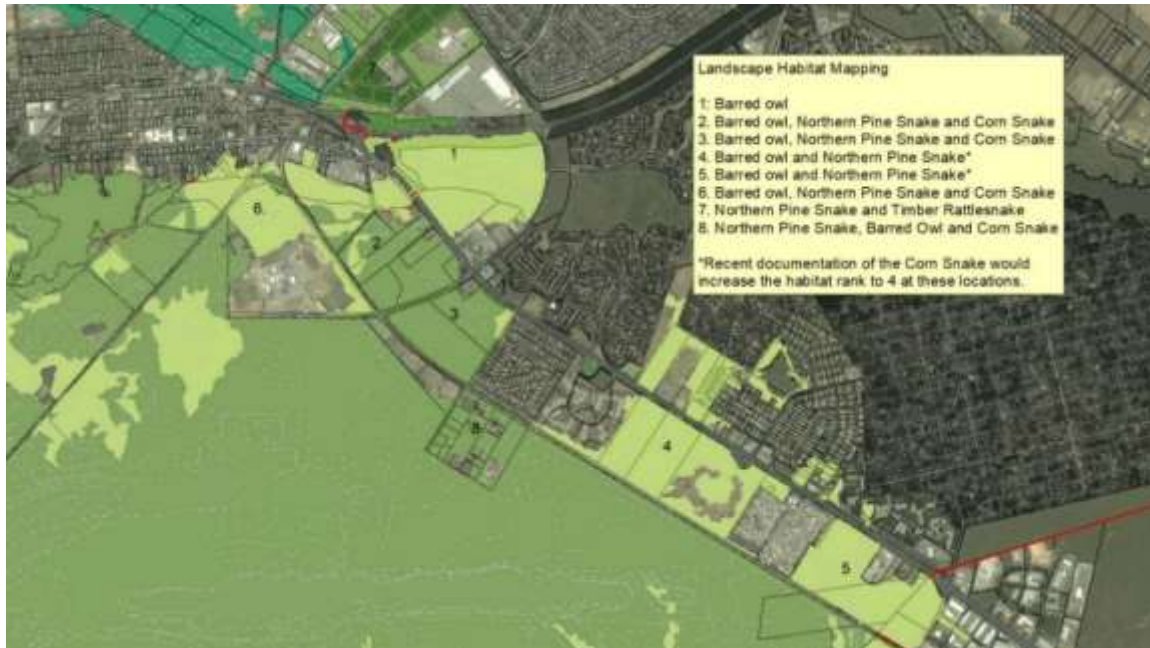 Landscape Habitat Mapping
1: Barred owl
2. Barred owl, Northern Pine Snake and Corn Snake
3. Barred owl, Northern Pine Snake and Corn Snake
4. Barred owl and Northern Pine Snake*
5. Barred owl and Northern Pine Snake*
6. Barred owl, Northern Pine Snake and Corn Snake
7. Northern Pine Snake and Timber Rattlesnake
8. Northern Pine Snake, Barred Owl and Corn Snake
*Recent documentation of the Corn Snake would
increase the habitat rank to 4 at these locations.
7
1
6
2
3
8
4
5